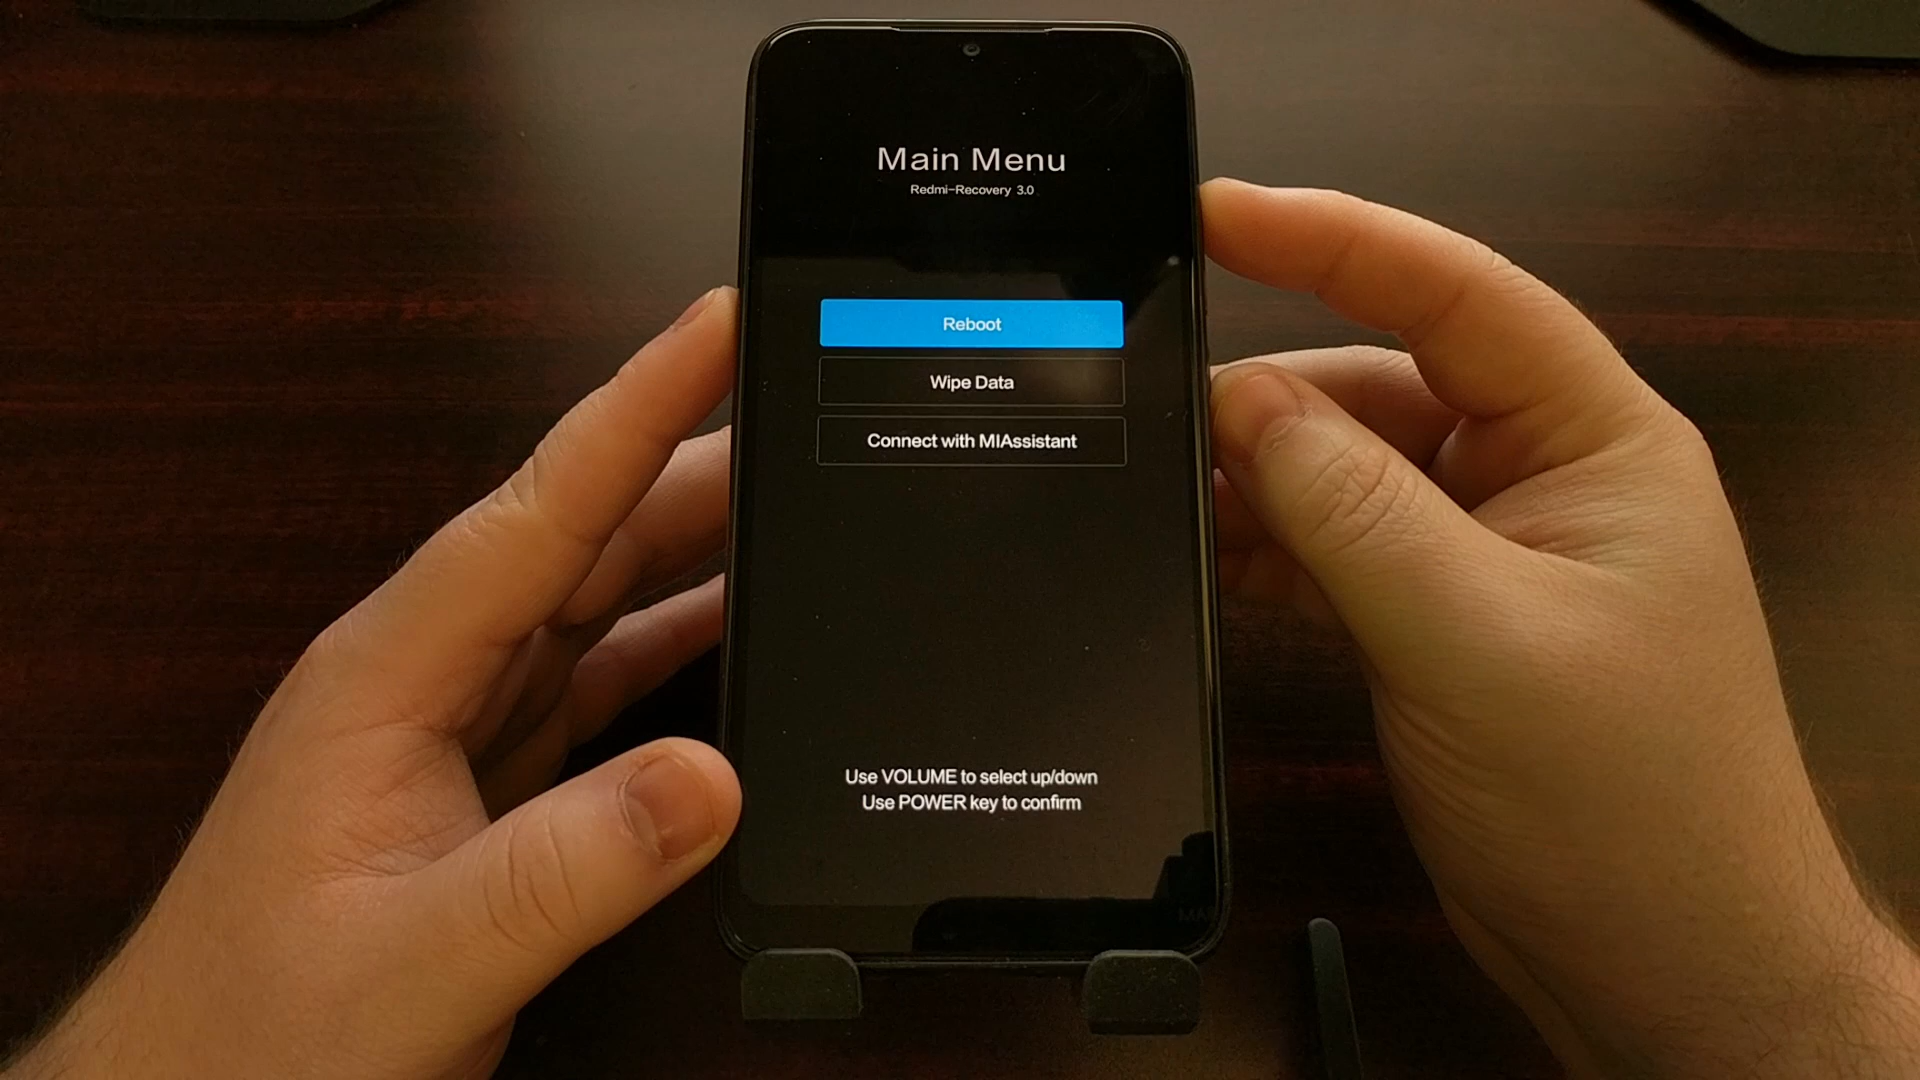 Main Menu
Redmi-Recovery 3.0
Reboot
Wipe Data
Connect with MIAssistant
Use VOLUME to select up/down
Use POWER key to confirm